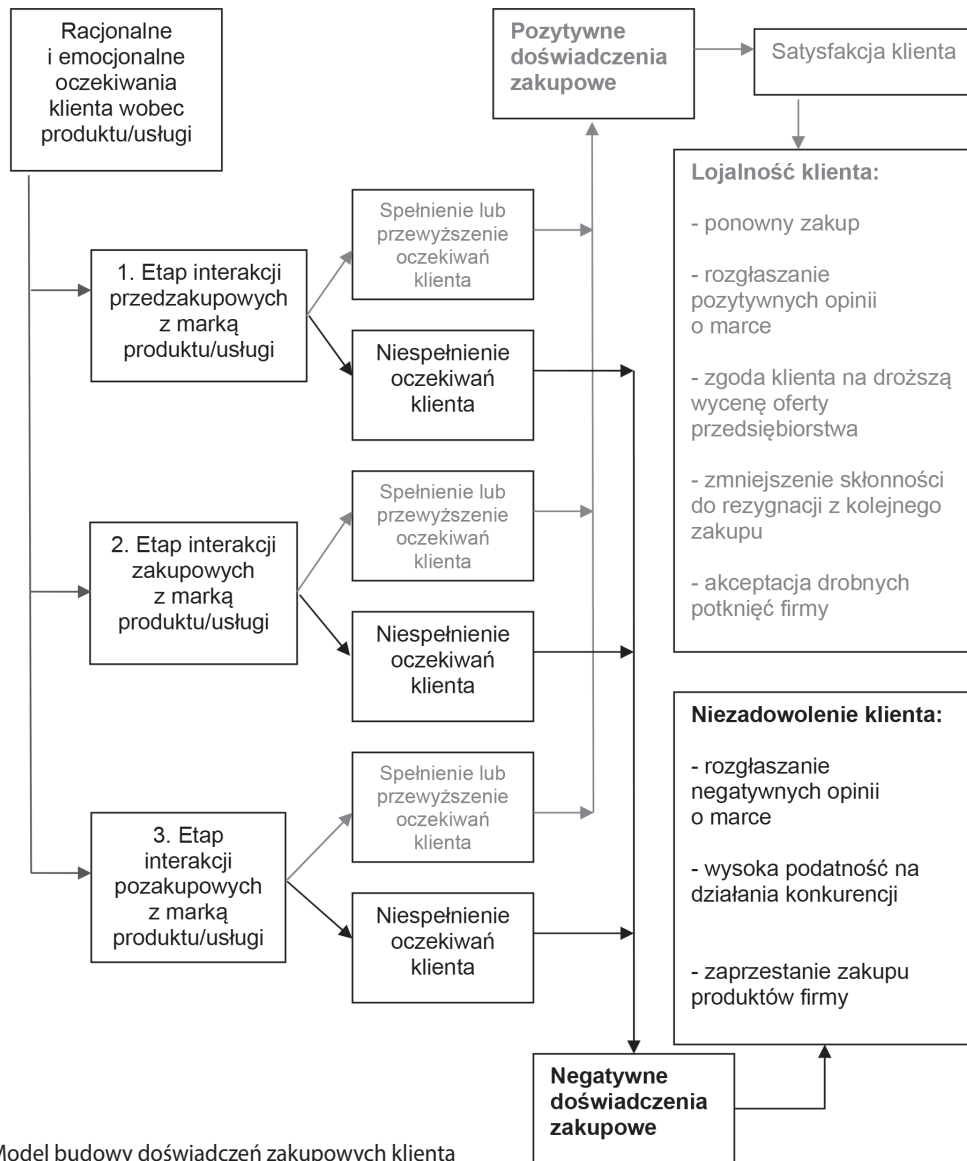 Racjonalne
i emocjonalne
oczekiwania
klienta wobec
produktu/usługi
Pozytywne
doświadczenia
zakupowe
Satysfakcja klienta
Lojalność klienta:
- ponowny zakup
- rozgłaszanie
pozytywnych opinii
o marce
- zgoda klienta na droższą
wycenę oferty
przedsiębiorstwa
- zmniejszenie skłonności
do rezygnacji z kolejnego
zakupu
- akceptacja drobnych
potknięć firmy
1. Etap interakcji
przedzakupowych
z marką
produktu/usługi
Spełnienie lub
przewyższenie
oczekiwań
klienta
Niespełnienie
oczekiwań
klienta
2. Etap interakcji
zakupowych
z marką
produktu/usługi
Spełnienie lub
przewyższenie
oczekiwań
klienta
Niespełnienie
oczekiwań
klienta
3. Etap
interakcji
pozakupowych
z marką
produktu/usługi
Spełnienie lub
przewyższenie
oczekiwań
klienta
Niespełnienie
oczekiwań
klienta
Niezadowolenie klienta:
- rozgłaszanie
negatywnych opinii
o marce
- wysoka podatność na
działania konkurencji
- zaprzestanie zakupu
produktów firmy
Negatywne
doświadczenia
zakupowe
Model budowy doświadczeń zakupowych klienta